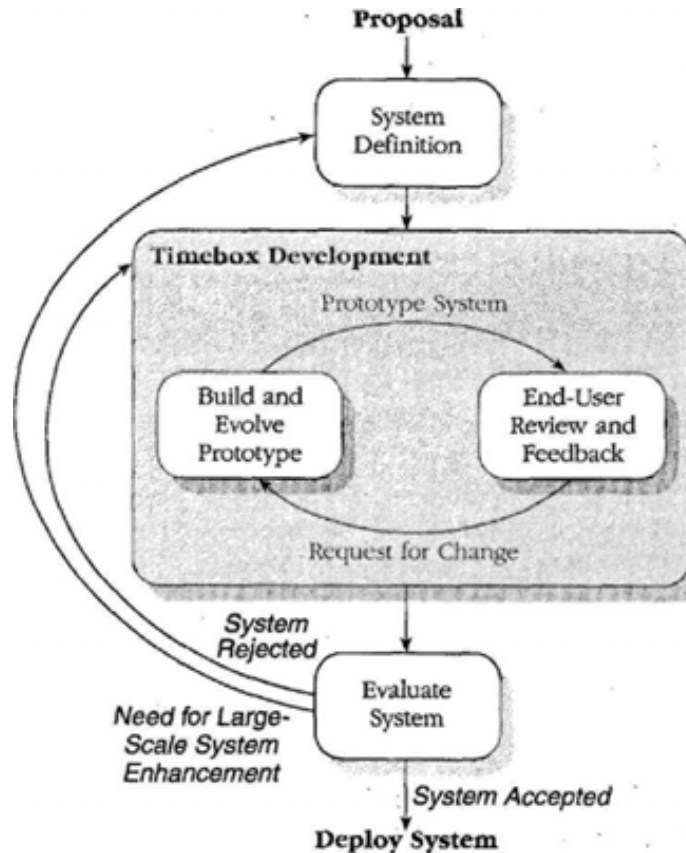 Proposal
System
Definition
Timebox Development
Prototype System
Build and
Evolve
Prototype
End-User
Review and
Feedback
Request for Change
System
Rejected
Evaluate
System
Need for Large-
Scale System
Enhancement
System Accepted
Deploy System